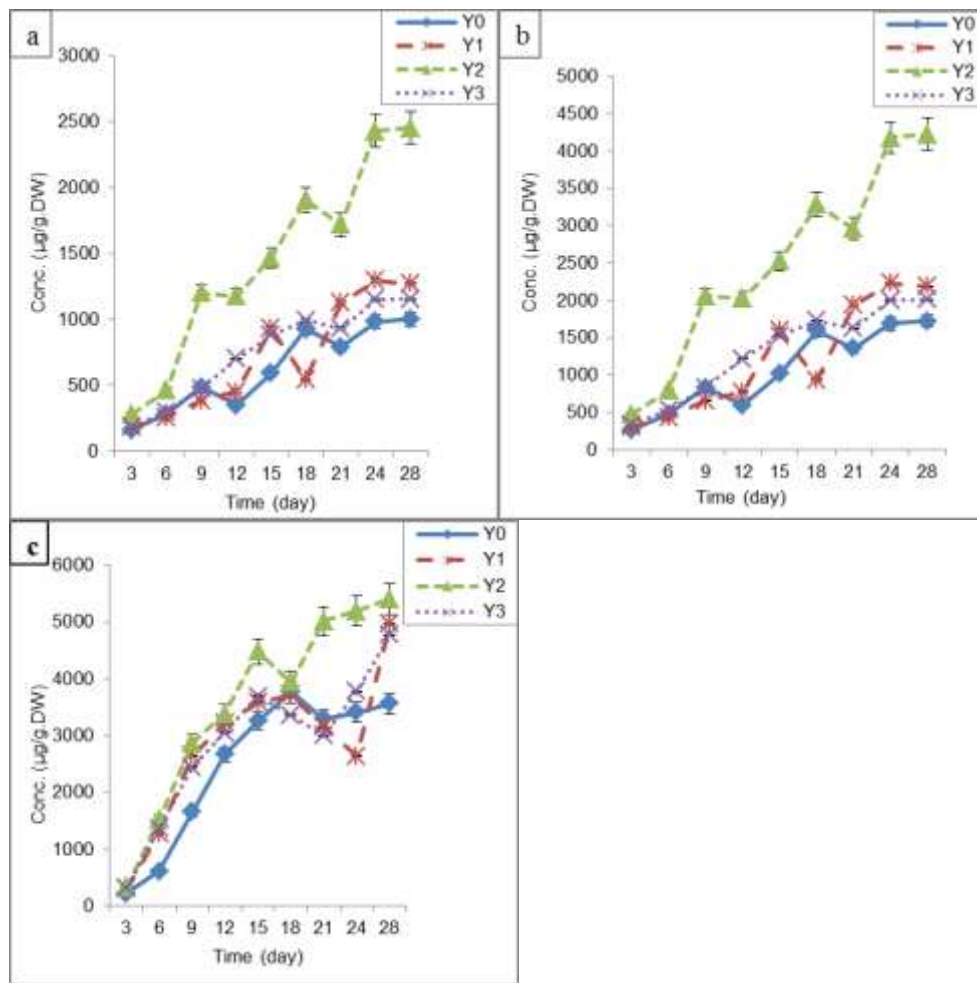 a
Y0
Y1
Y2
Y3
3000
2500
2000
1500
1000
500
0
Conc. (µg/g.DW)
3 6 9 12 15 18 21 24 28
Time (day)
b
Y0
Y1
Y2
Y3
5000
4500
4000
3500
3000
2500
2000
1500
1000
500
0
Conc. (µg/g.DW)
3 6 9 12 15 18 21 24 28
Time (day)
c
Y0
Y1
Y2
Y3
6000
5000
4000
3000
2000
1000
0
Conc. (µg/g.DW)
3 6 9 12 15 18 21 24 28
Time (day)